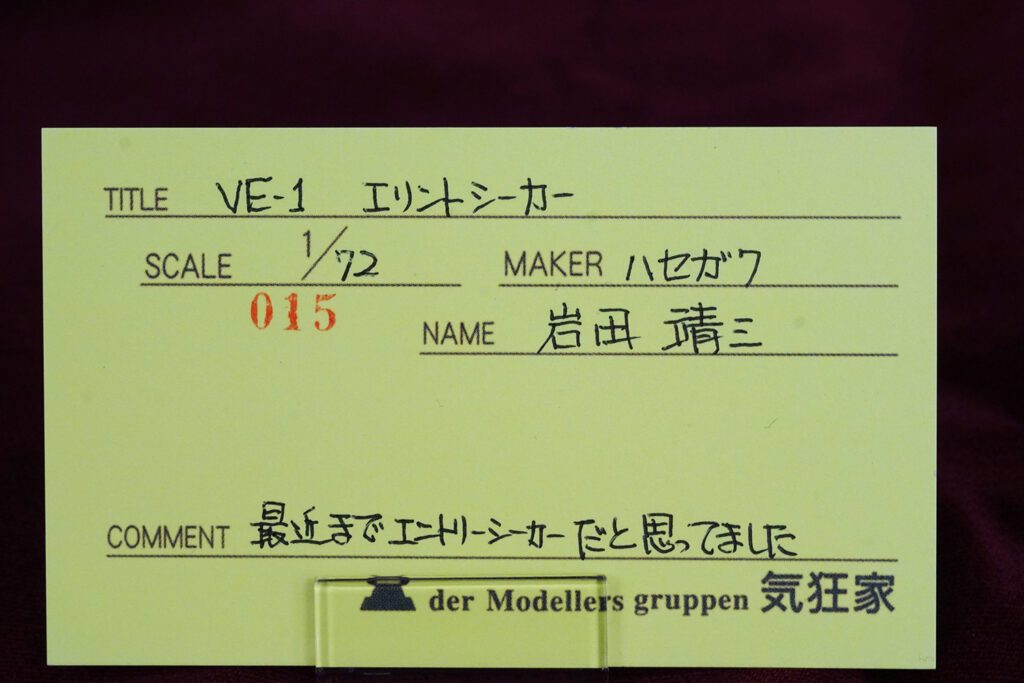 TITLE VE-1 エリントシーカー
SCALE 1/72 MAKER ハセガワ
015
NAME 岩田 靖三
COMMENT 最近までエントリーシーカーだと思ってました
der Modellers gruppen 気狂家